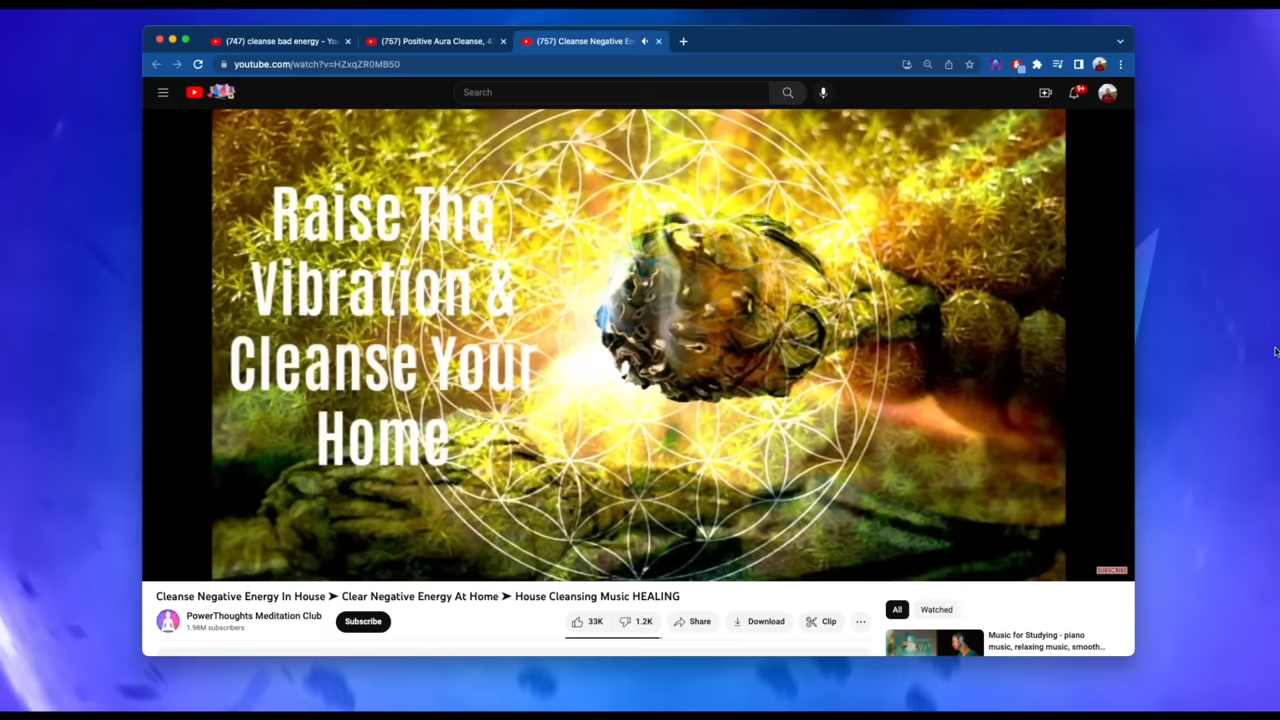 (747) cleanse bad energy - Yo
(757) Positive Aura Cleanse, 4
(757) Cleanse Negative En
youtube.com/watch?v=HZxqZR0MB50
Search
9+
Raise The
Vibration &
Cleanse Your
Home
SUBSCRIBE
Cleanse Negative Energy In House ➤ Clear Negative Energy At Home ➤ House Cleansing Music HEALING
PowerThoughts Meditation Club
1.98M subscribers
Subscribe
33K
1.2K
Share
Download
Clip
All
Watched
Music for Studying - piano
music, relaxing music, smooth...